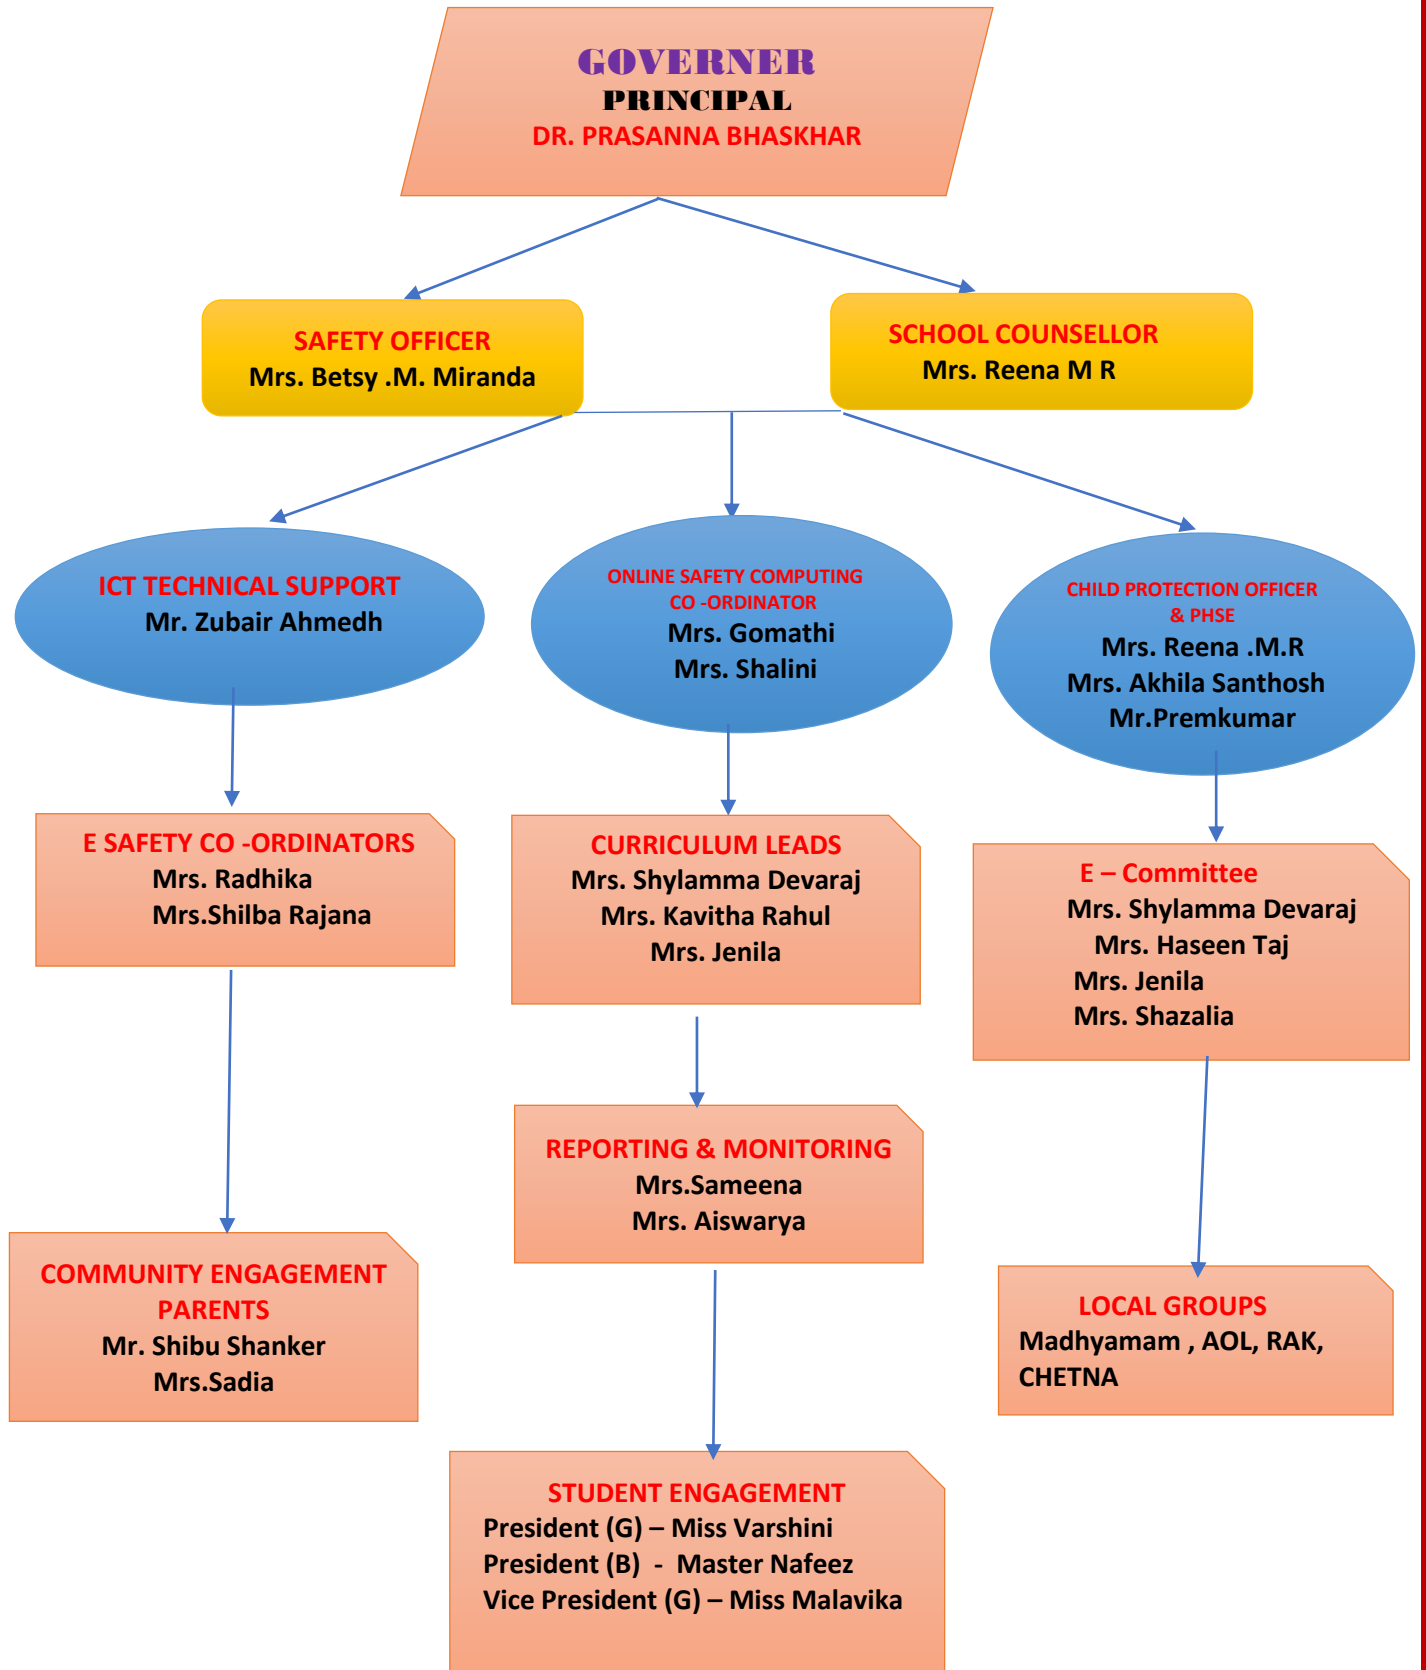 GOVERNER
PRINCIPAL
DR. PRASANNA BHASKHAR
SAFETY OFFICER
Mrs. Betsy .M. Miranda
SCHOOL COUNSELLOR
Mrs. Reena M R
ICT TECHNICAL SUPPORT
Mr. Zubair Ahmedh
ONLINE SAFETY COMPUTING
CO -ORDINATOR
Mrs. Gomathi
Mrs. Shalini
CHILD PROTECTION OFFICER
& PHSE
Mrs. Reena .M.R
Mrs. Akhila Santhosh
Mr.Premkumar
E SAFETY CO -ORDINATORS
Mrs. Radhika
Mrs.Shilba Rajana
CURRICULUM LEADS
Mrs. Shylamma Devaraj
Mrs. Kavitha Rahul
Mrs. Jenila
E – Committee
Mrs. Shylamma Devaraj
Mrs. Haseen Taj
Mrs. Jenila
Mrs. Shazalia
REPORTING & MONITORING
Mrs.Sameena
Mrs. Aiswarya
COMMUNITY ENGAGEMENT
PARENTS
Mr. Shibu Shanker
Mrs.Sadia
LOCAL GROUPS
Madhyamam , AOL, RAK,
CHETNA
STUDENT ENGAGEMENT
President (G) – Miss Varshini
President (B)  -  Master Nafeez
Vice President (G) – Miss Malavika